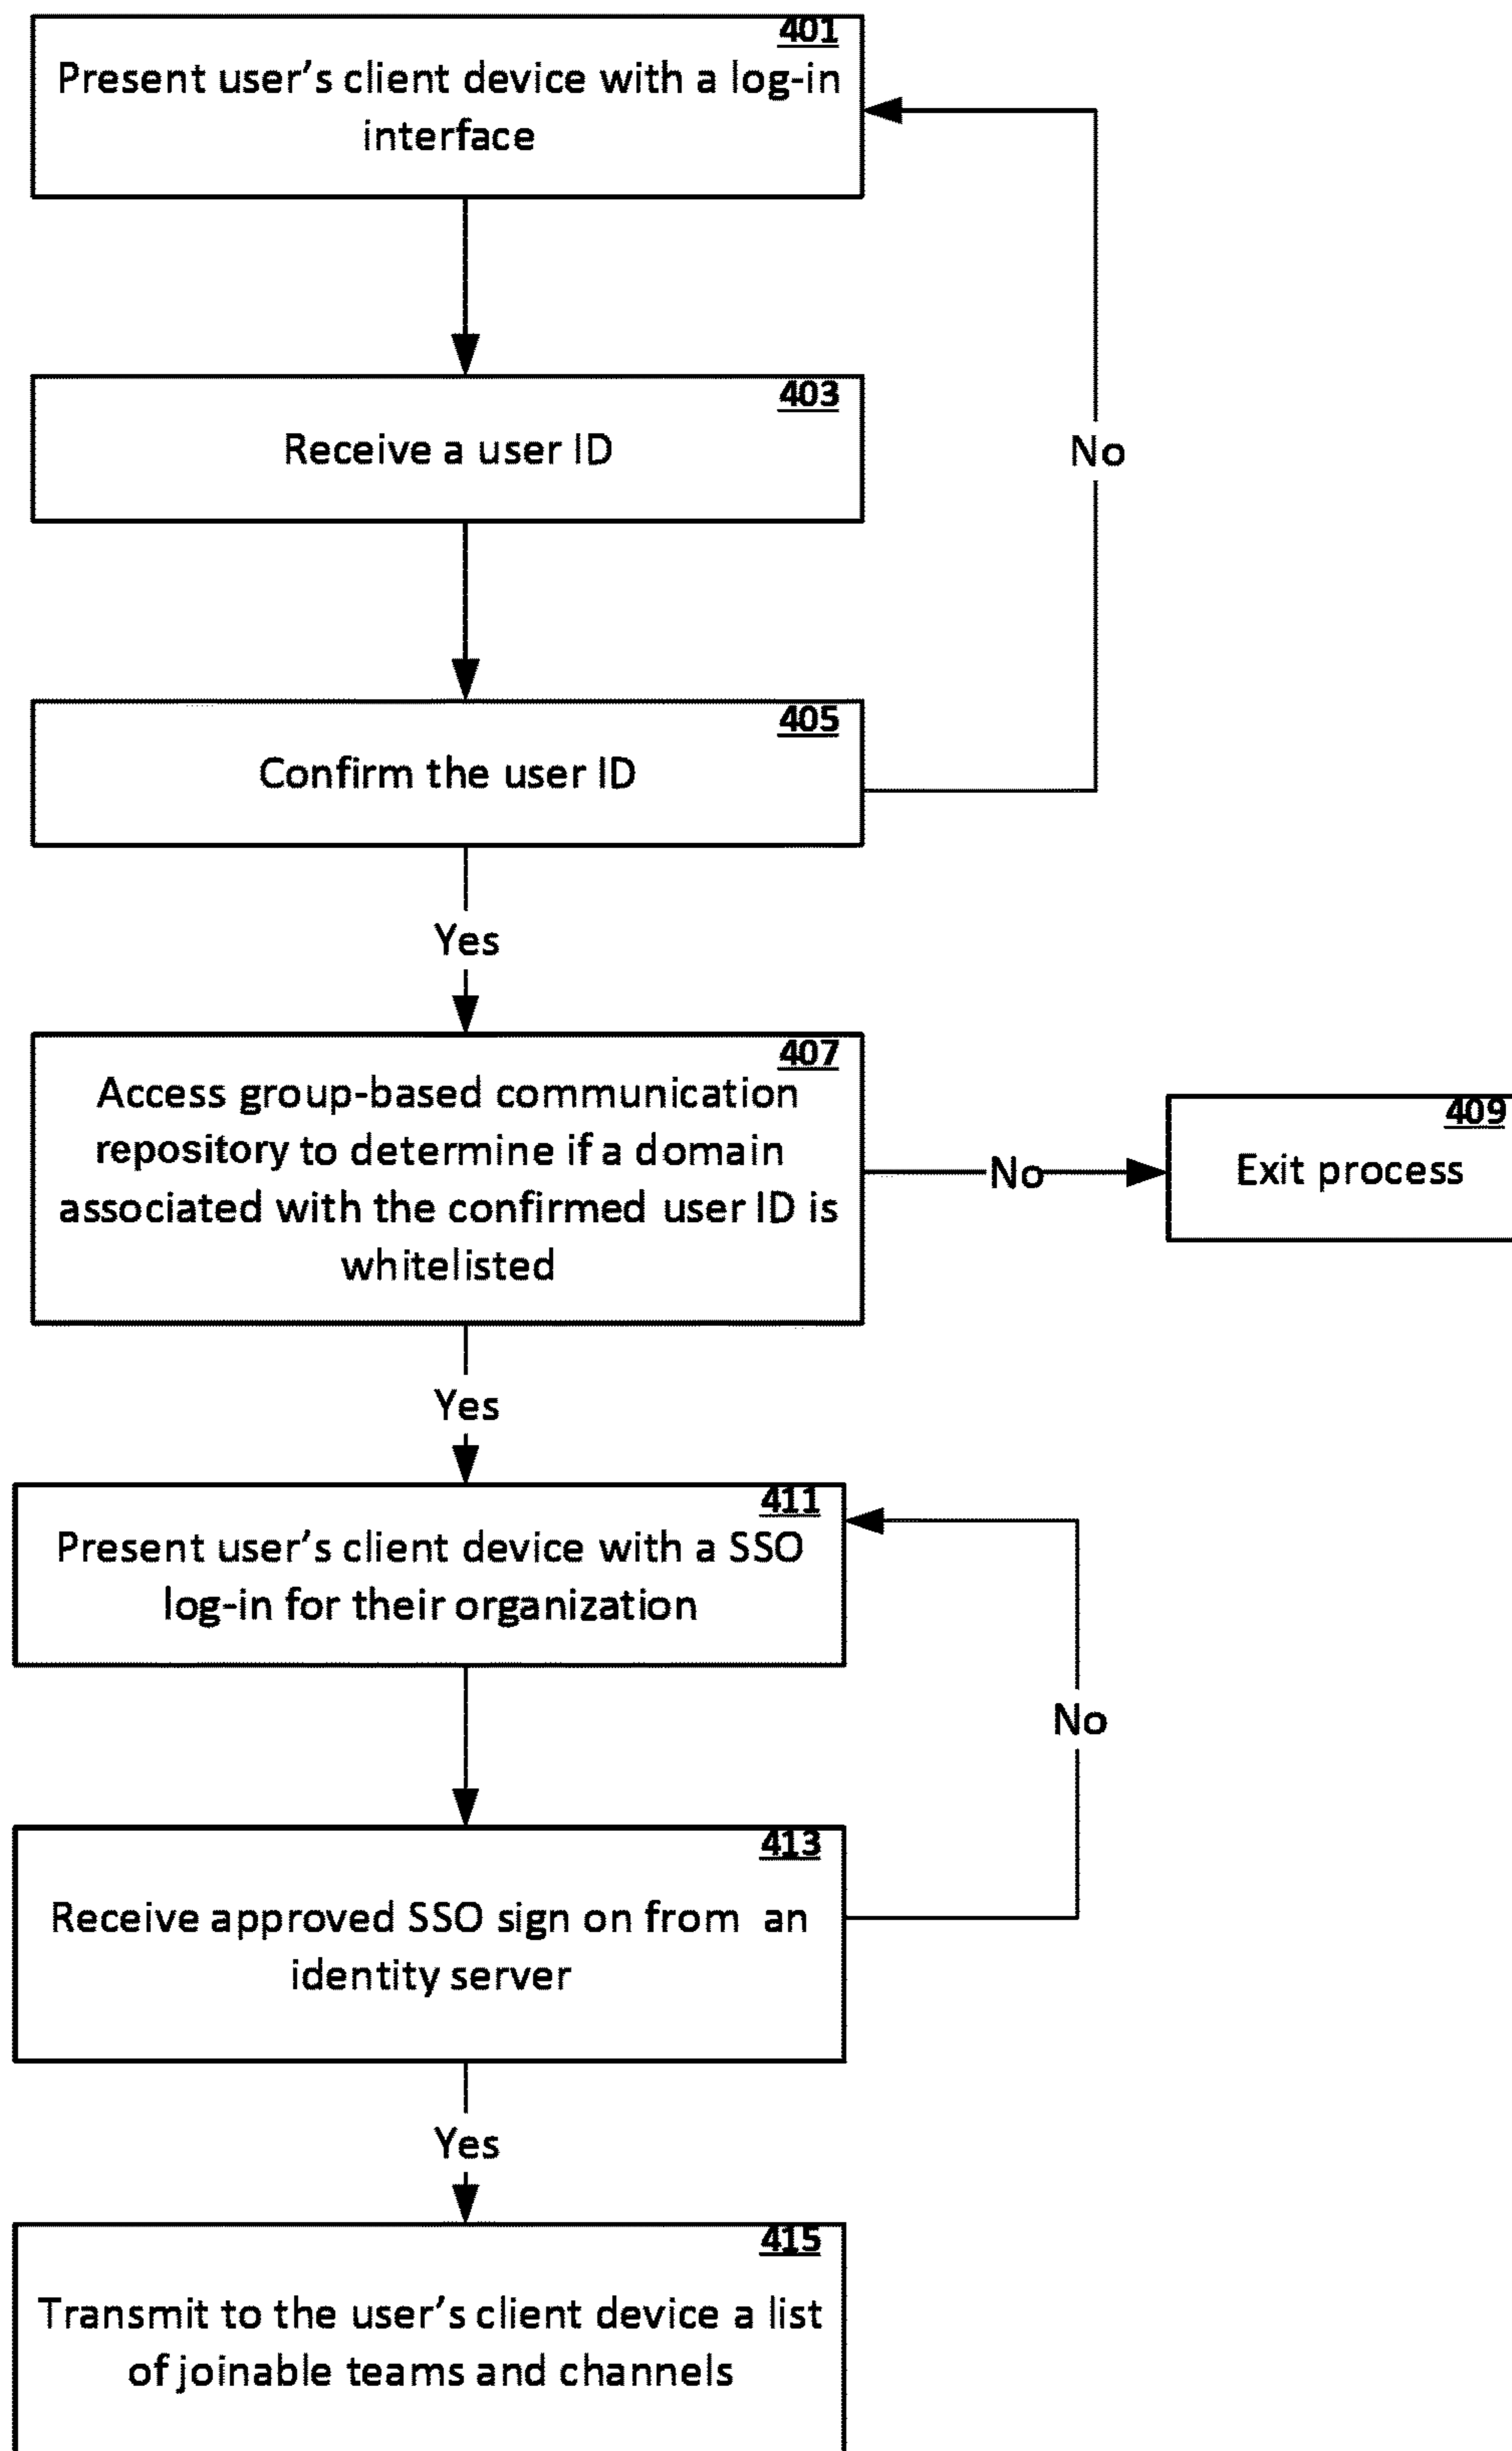 401
Present user's client device with a log-in
interface
403
Receive a user ID
No
405
Confirm the user ID
Yes
407
Access group-based communication
repository to determine if a domain
associated with the confirmed user ID is
whitelisted
No
409
Exit process
Yes
411
Present user's client device with a SSO
log-in for their organization
No
413
Receive approved SSO sign on from an
identity server
Yes
415
Transmit to the user's client device a list
of joinable teams and channels